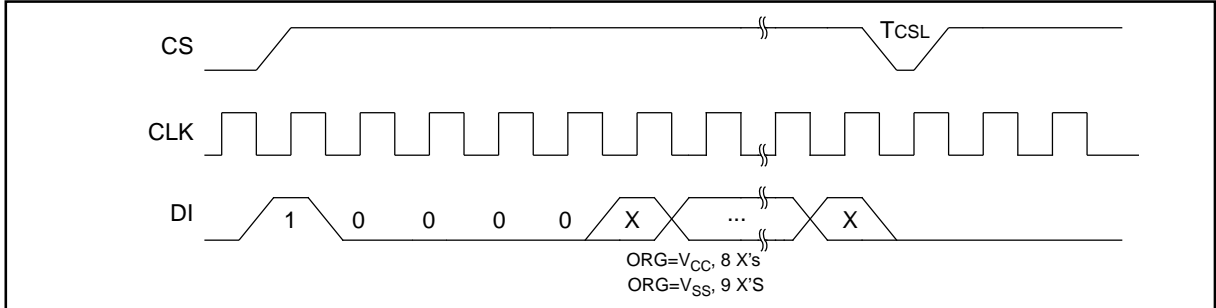 CS TCSL
CLK
DI 1 0 0 0 0 X ... X
ORG=VCC, 8 X's
ORG=VSS, 9 X'S